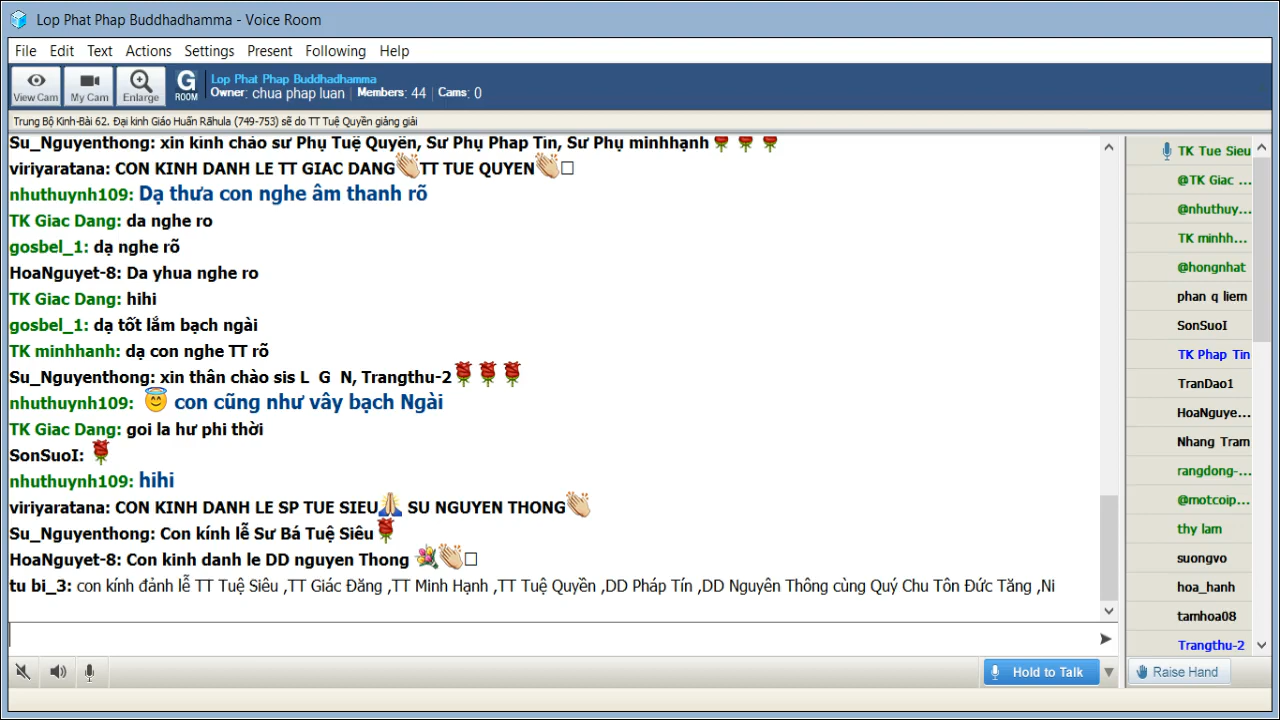 Lop Phat Phap Buddhadhamma - Voice Room
File Edit Text Actions Settings Present Following Help
View Cam My Cam Enlarge G ROOM
Lop Phat Phap Buddhadhamma
Owner: chua phap luan | Members: 44 | Cams: 0
Trung Bộ Kinh-Bài 62. Đại kinh Giáo Huấn Rāhula (749-753) sẽ do TT Tuệ Quyền giảng giải
Su_Nguyenthong: xin kính chào sư Phụ Tuệ Quyền, Sư Phụ Phap Tin, Sư Phụ minhhạnh
viriyaratana: CON KINH DANH LE TT GIAC DANG TT TUE QUYEN
nhuthuynh109: Dạ thưa con nghe âm thanh rõ
TK Giac Dang: da nghe ro
gosbel_1: dạ nghe rõ
HoaNguyet-8: Da yhua nghe ro
TK Giac Dang: hihi
gosbel_1: dạ tốt lắm bạch ngài
TK minhhanh: dạ con nghe TT rõ
Su_Nguyenthong: xin thân chào sis L G N, Trangthu-2
nhuthuynh109: con cũng như vây bạch Ngài
TK Giac Dang: goi la hư phi thời
SonSuoI:
nhuthuynh109: hihi
viriyaratana: CON KINH DANH LE SP TUE SIEU SU NGUYEN THONG
Su_Nguyenthong: Con kính lễ Sư Bá Tuệ Siêu
HoaNguyet-8: Con kinh danh le DD nguyen Thong
tu bi_3: con kính đảnh lễ TT Tuệ Siêu ,TT Giác Đăng ,TT Minh Hạnh ,TT Tuệ Quyền ,DD Pháp Tín ,DD Nguyên Thông cùng Quý Chu Tôn Đức Tăng ,Ni
TK Tue Sieu
@TK Giac ...
@nhuthuy...
TK minhh...
@hongnhat
phan q liem
SonSuoI
TK Phap Tin
TranDao1
HoaNguye...
Nhang Tram
rangdong-...
@motcoip...
thy lam
suongvo
hoa_hanh
tamhoa08
Trangthu-2
Hold to Talk
Raise Hand